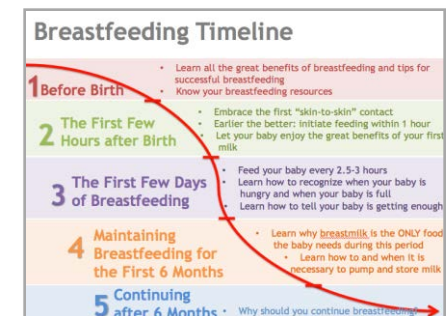 Breastfeeding Timeline
1 Before Birth
• Learn all the great benefits of breastfeeding and tips for
successful breastfeeding
• Know your breastfeeding resources
2 The First Few
Hours after Birth
• Embrace the first "skin-to-skin" contact
• Earlier the better: initiate feeding within 1 hour
• Let your baby enjoy the great benefits of your first
milk
3 The First Few Days
of Breastfeeding
• Feed your baby every 2.5-3 hours
• Learn how to recognize when your baby is
hungry and when your baby is full
• Learn how to tell your baby is getting enough
4 Maintaining
Breastfeeding for
the First 6 Months
• Learn why breastmilk is the ONLY food
the baby needs during this period
• Learn how to and when it is
necessary to pump and store milk
5 Continuing
after 6 Months
• Why should you continue breastfeeding?